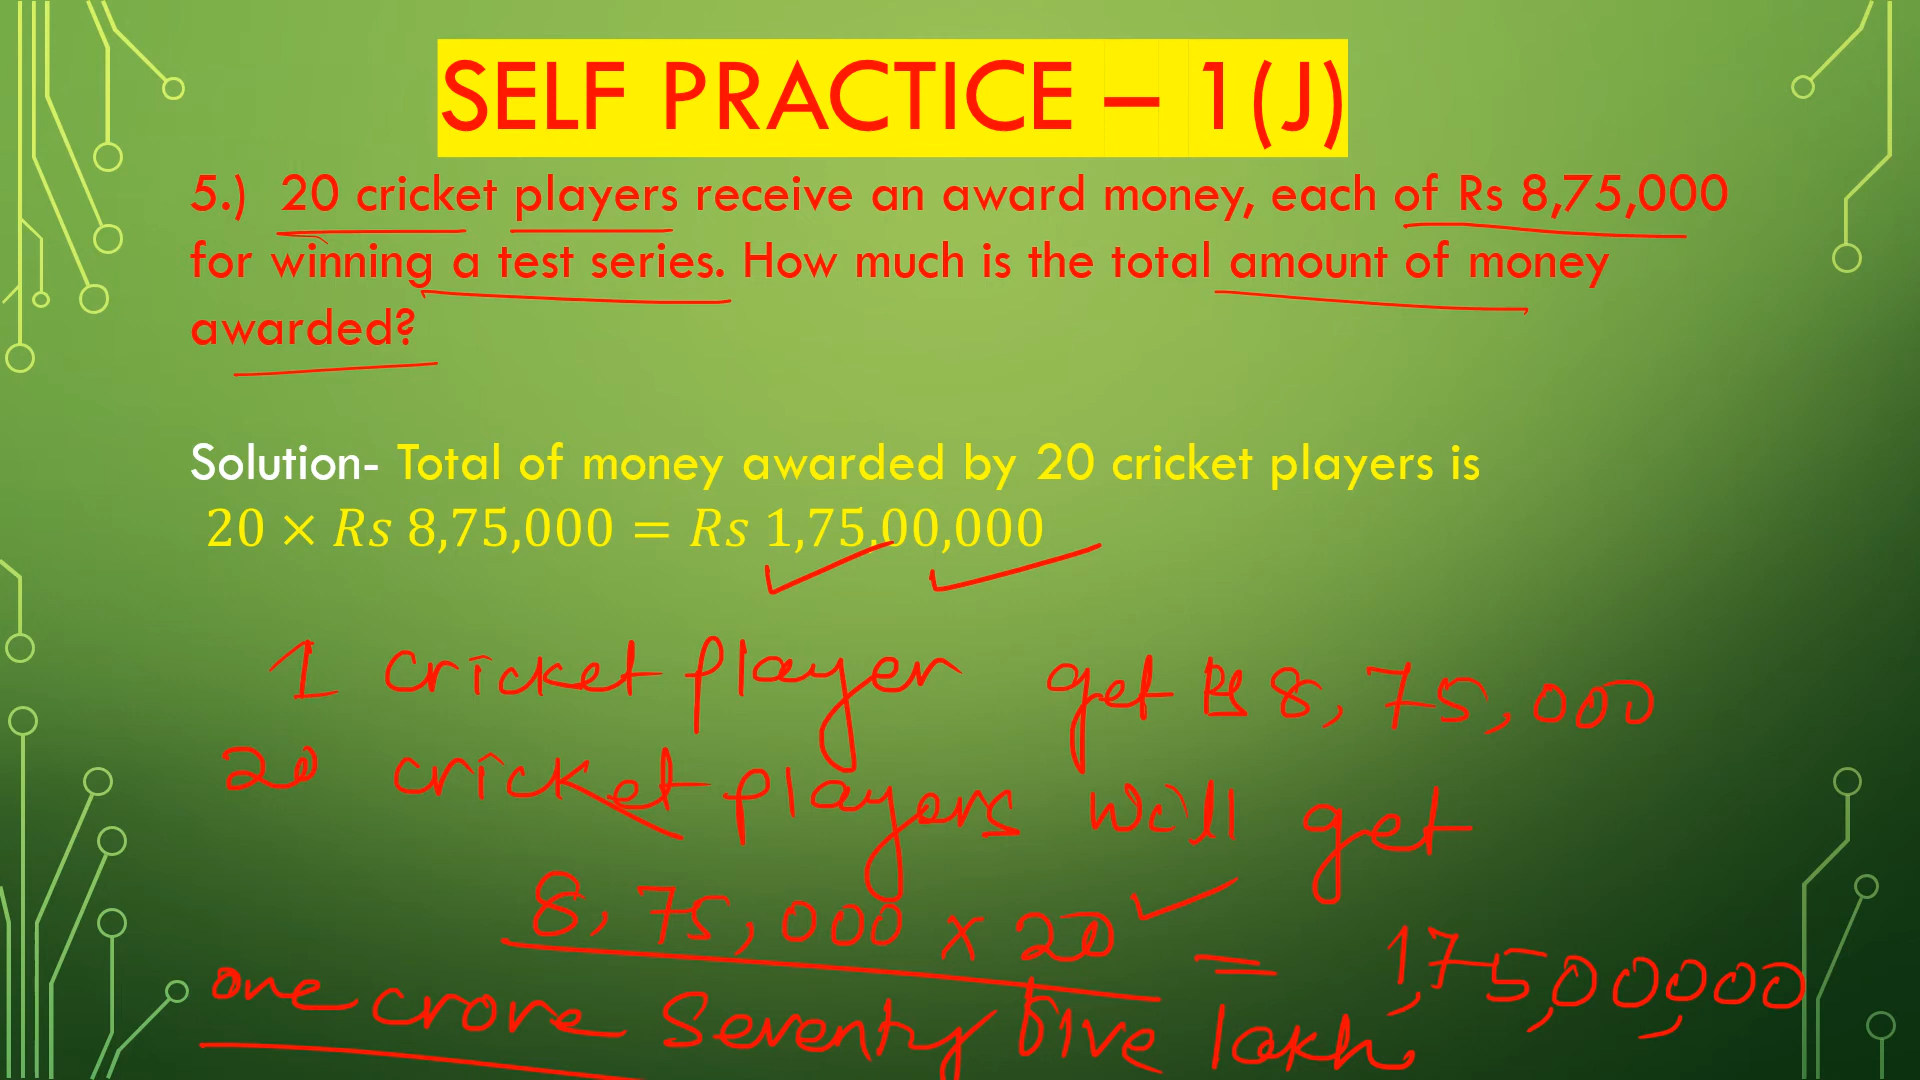 SELF PRACTICE – 1(J)
5.) 20 cricket players receive an award money, each of Rs 8,75,000
for winning a test series. How much is the total amount of money
awarded?
Solution- Total of money awarded by 20 cricket players is
20 × Rs 8,75,000 = Rs 1,75.00,000
1 cricket player get Rs 8,75,000
20 cricket players will get
8,75,000 × 20 = 1,75,00,000
one crore seventy five lakh